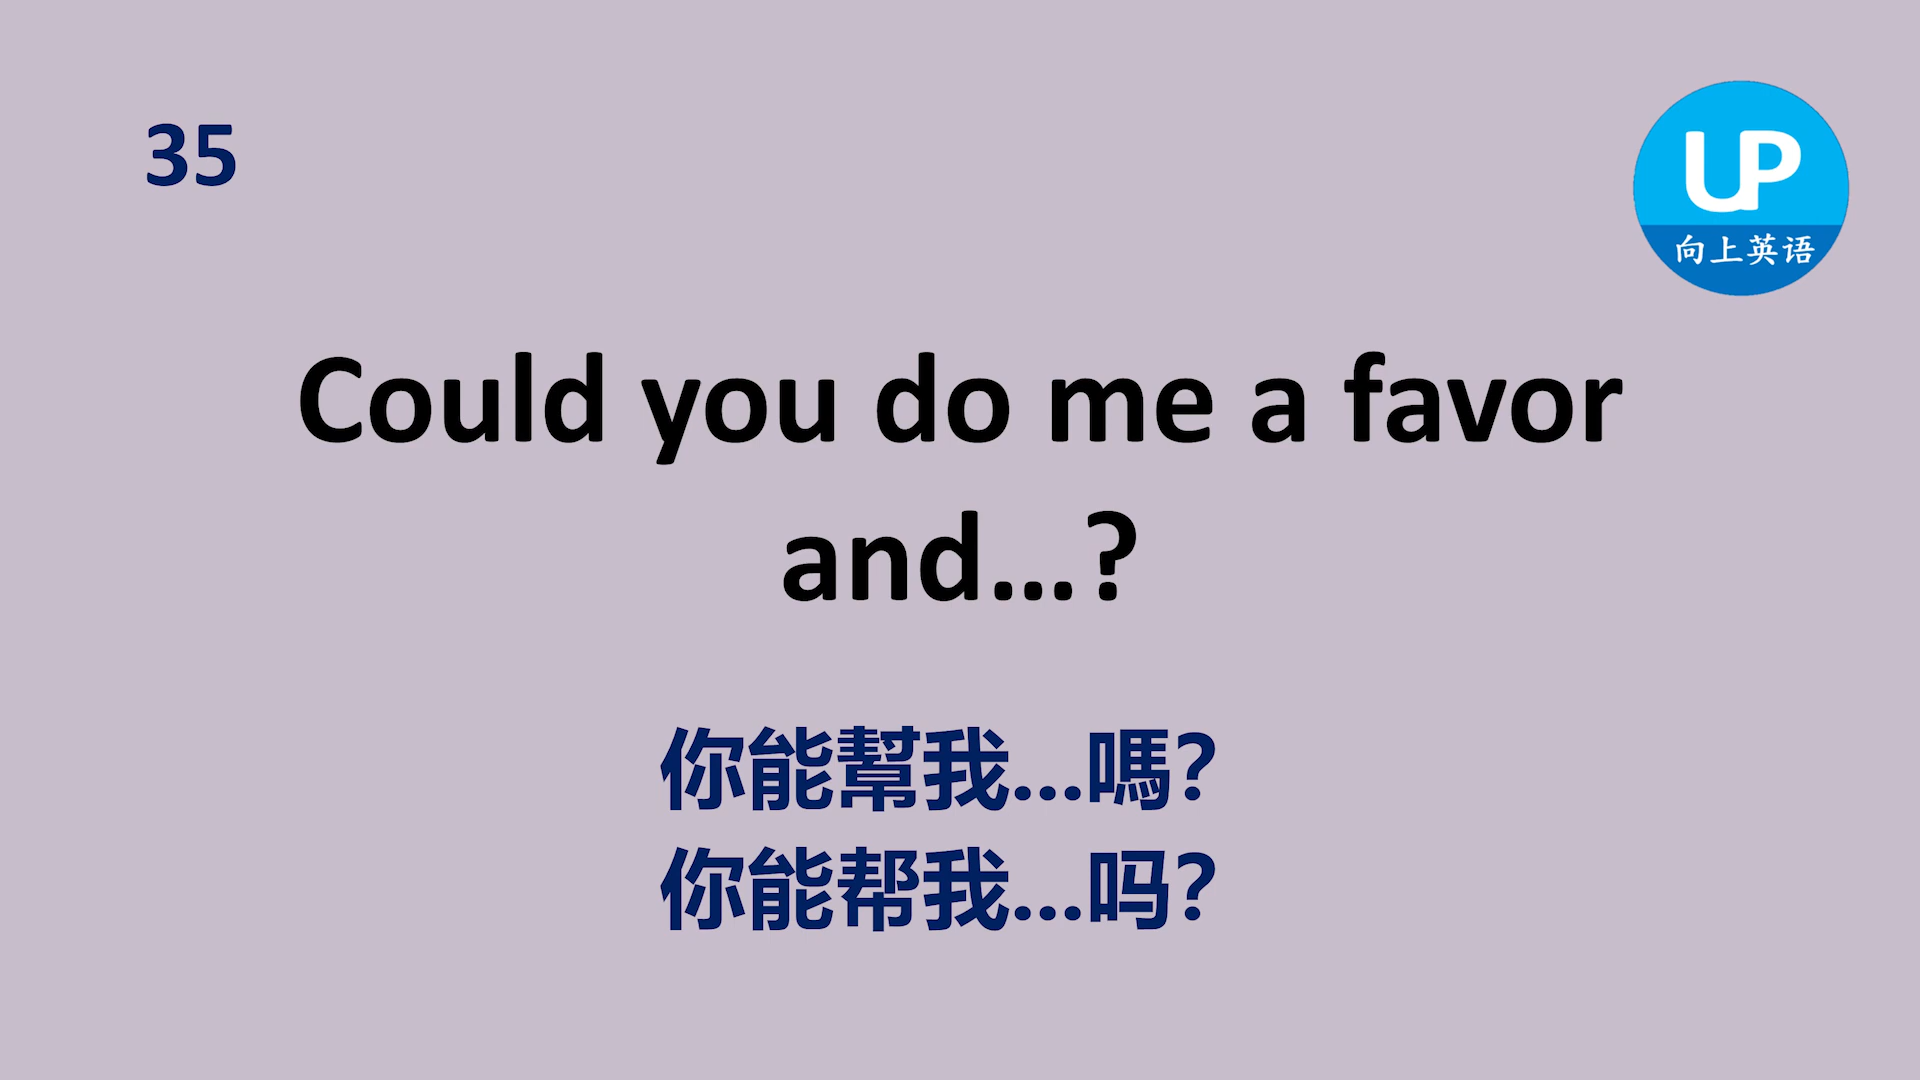 35
UP
向上英语
Could you do me a favor
and...?
你能幫我...嗎?
你能帮我...吗?